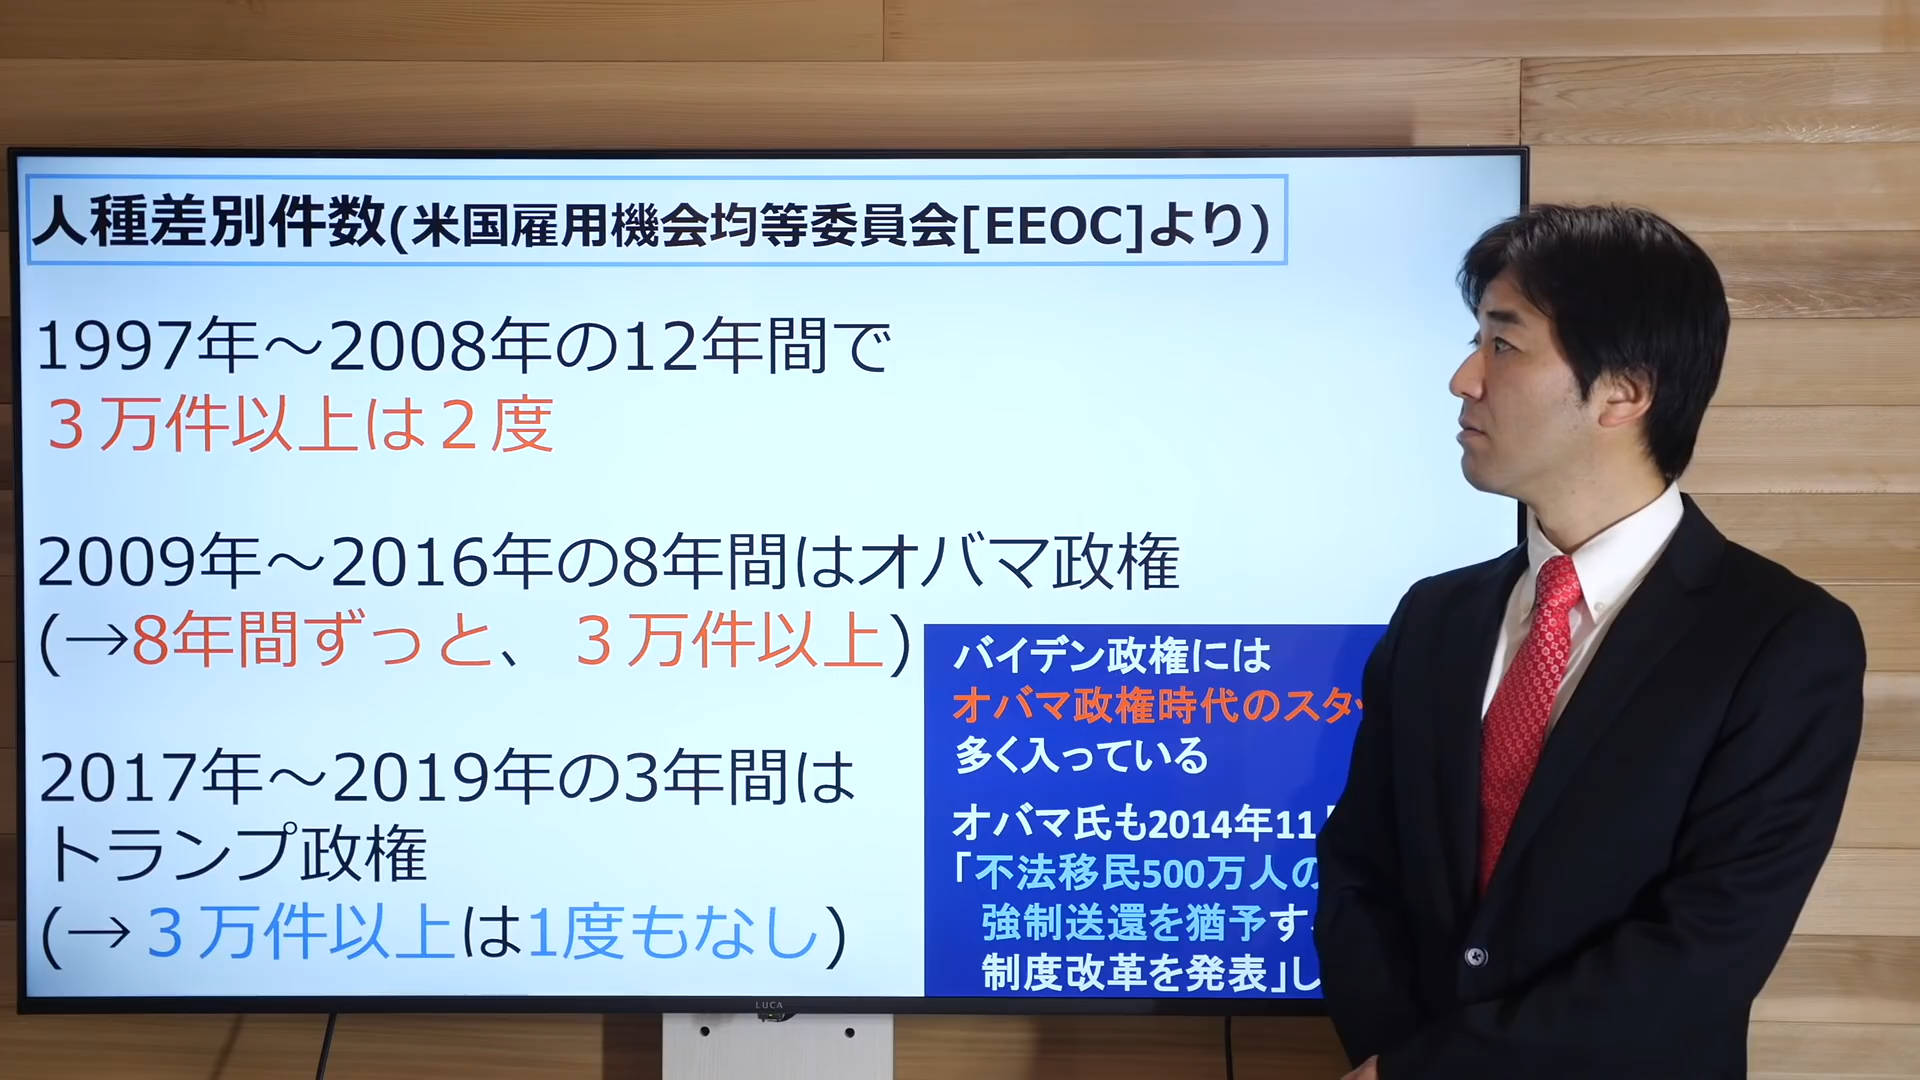 人種差別件数(米国雇用機会均等委員会[EEOC]より)
1997年～2008年の12年間で
３万件以上は２度
2009年～2016年の8年間はオバマ政権
(→8年間ずっと、３万件以上)
2017年～2019年の3年間は
トランプ政権
(→３万件以上は1度もなし)
バイデン政権には
オバマ政権時代のスタッ
多く入っている
オバマ氏も2014年11
「不法移民500万人の
強制送還を猶予す
制度改革を発表」し
LUCA